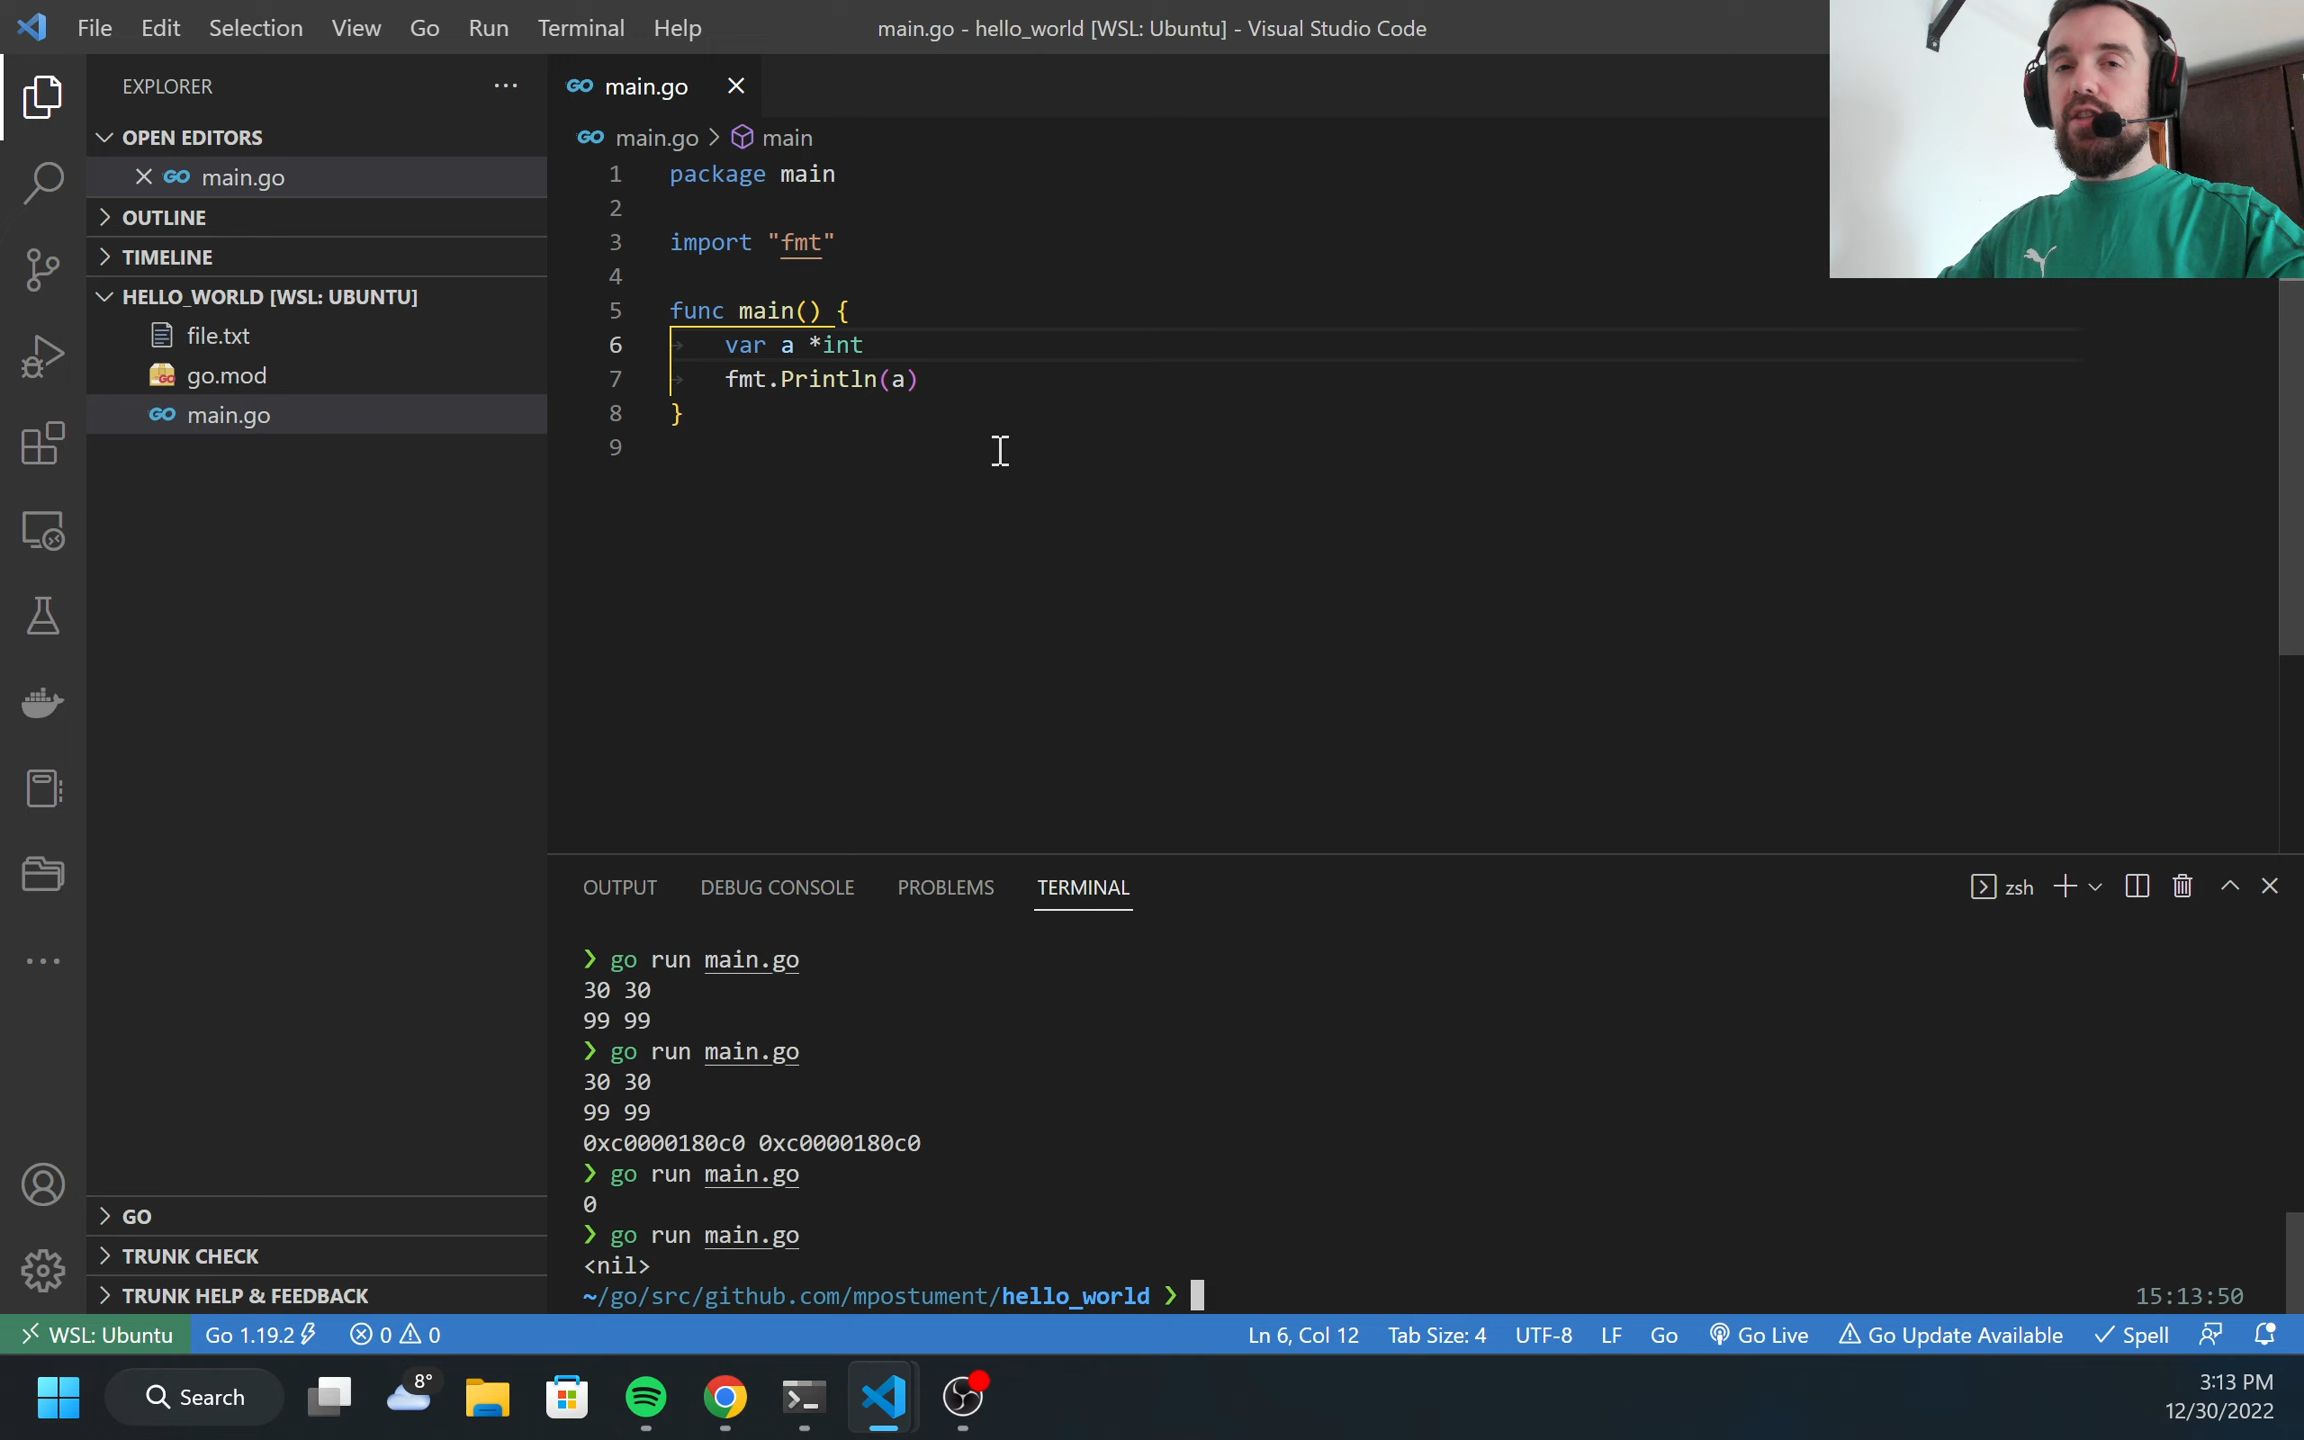 File Edit Selection View Go Run Terminal Help
main.go - hello_world [WSL: Ubuntu] - Visual Studio Code
EXPLORER
OPEN EDITORS
GO main.go
OUTLINE
TIMELINE
HELLO_WORLD [WSL: UBUNTU]
file.txt
GO go.mod
GO main.go
GO
TRUNK CHECK
TRUNK HELP & FEEDBACK
GO main.go
GO main.go > main
1 package main
2
3 import "fmt"
4
5 func main() {
6 var a *int
7 fmt.Println(a)
8 }
9
OUTPUT DEBUG CONSOLE PROBLEMS TERMINAL
zsh
❯ go run main.go
30 30
99 99
❯ go run main.go
30 30
99 99
0xc0000180c0 0xc0000180c0
❯ go run main.go
0
❯ go run main.go
<nil>
~/go/src/github.com/mpostument/hello_world ❯ 15:13:50
WSL: Ubuntu Go 1.19.2 0 0 Ln 6, Col 12 Tab Size: 4 UTF-8 LF Go Go Live Go Update Available Spell
Search 8° 3:13 PM
12/30/2022